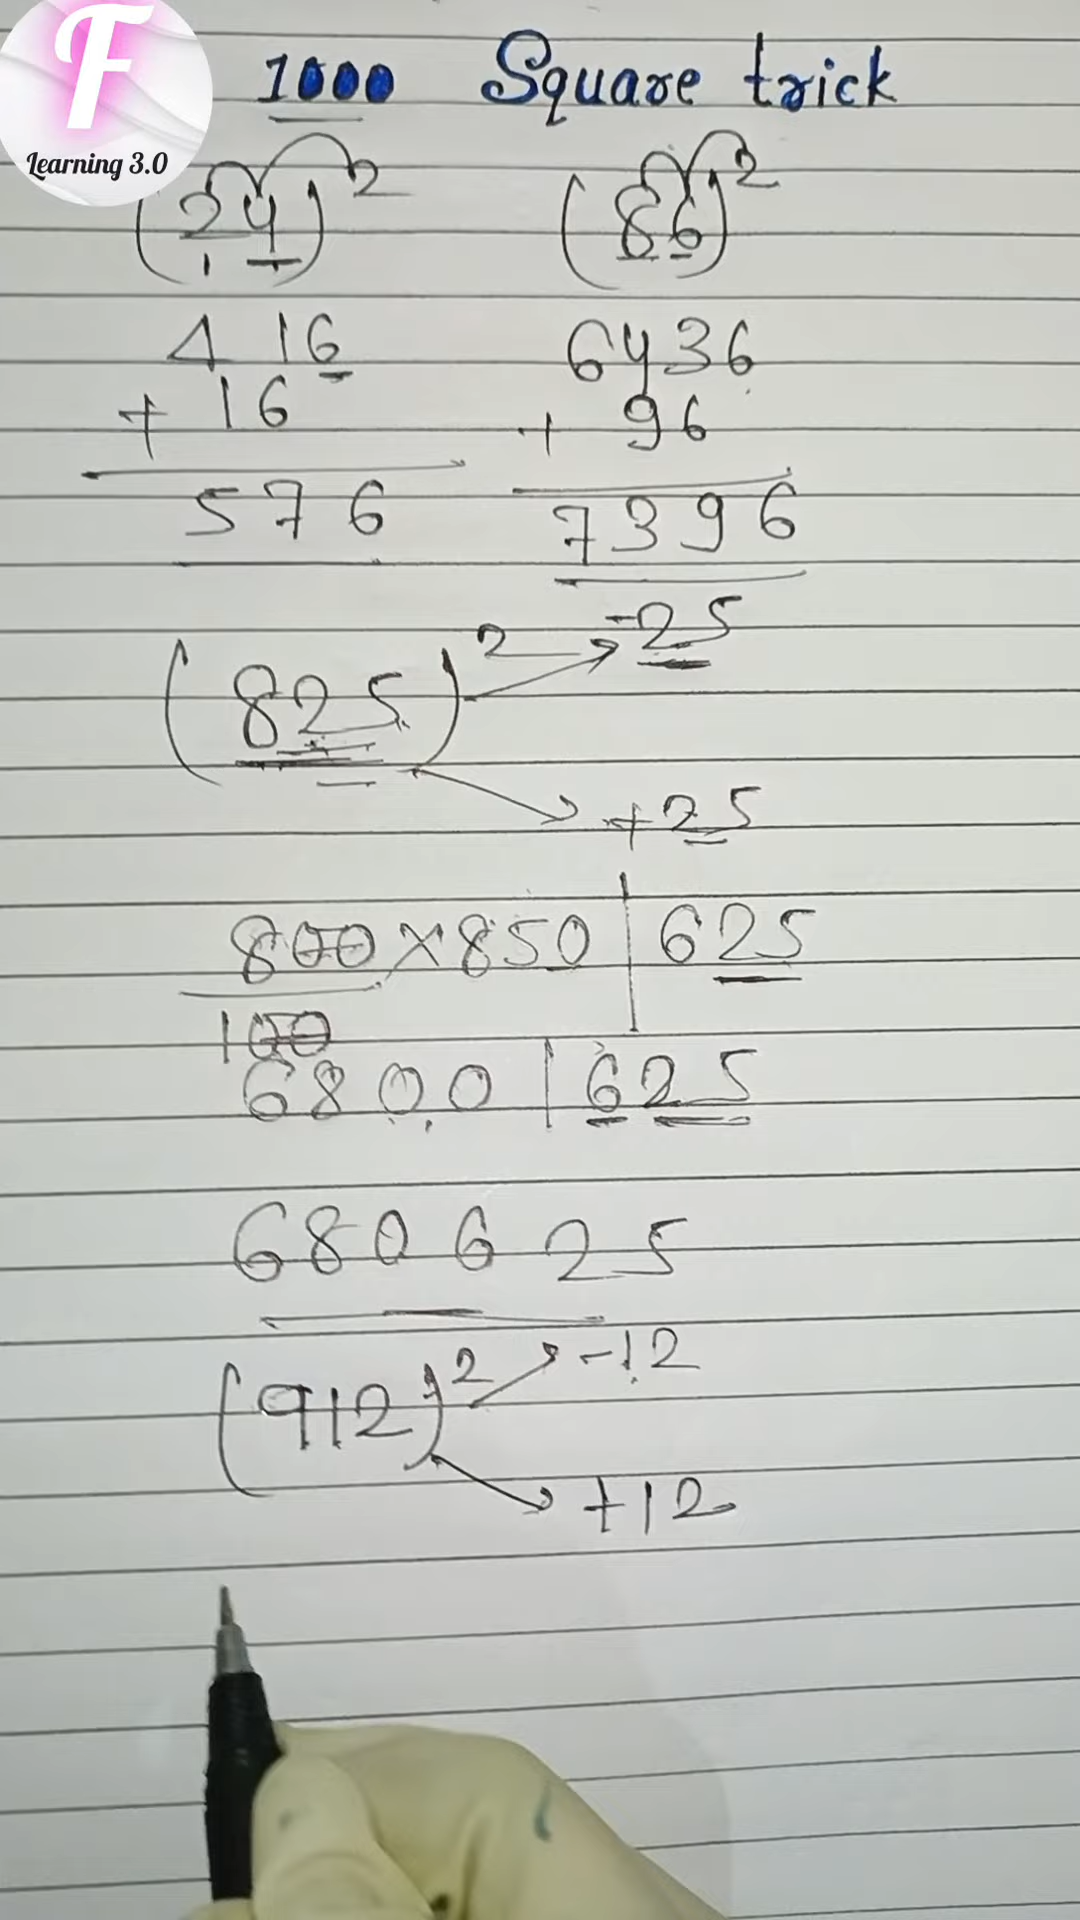 F
Learning 3.0
1000 Square trick
(24)² (86)²
4 16 6436
+ 16 + 96
576 7396
(825)² -25
+25
800×850 | 625
100
6800 | 625
680625
(912)² -12
+12